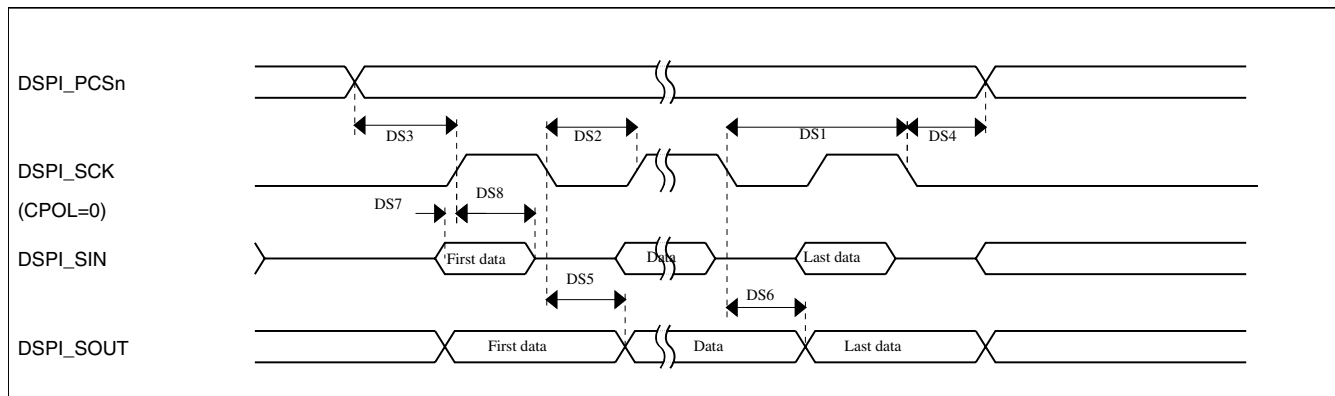 DSPI_PCSn
DS3
DS2
DS1
DS4
DSPI_SCK
(CPOL=0)
DS7
DS8
DSPI_SIN
First data
Data
Last data
DS5
DS6
DSPI_SOUT
First data
Data
Last data